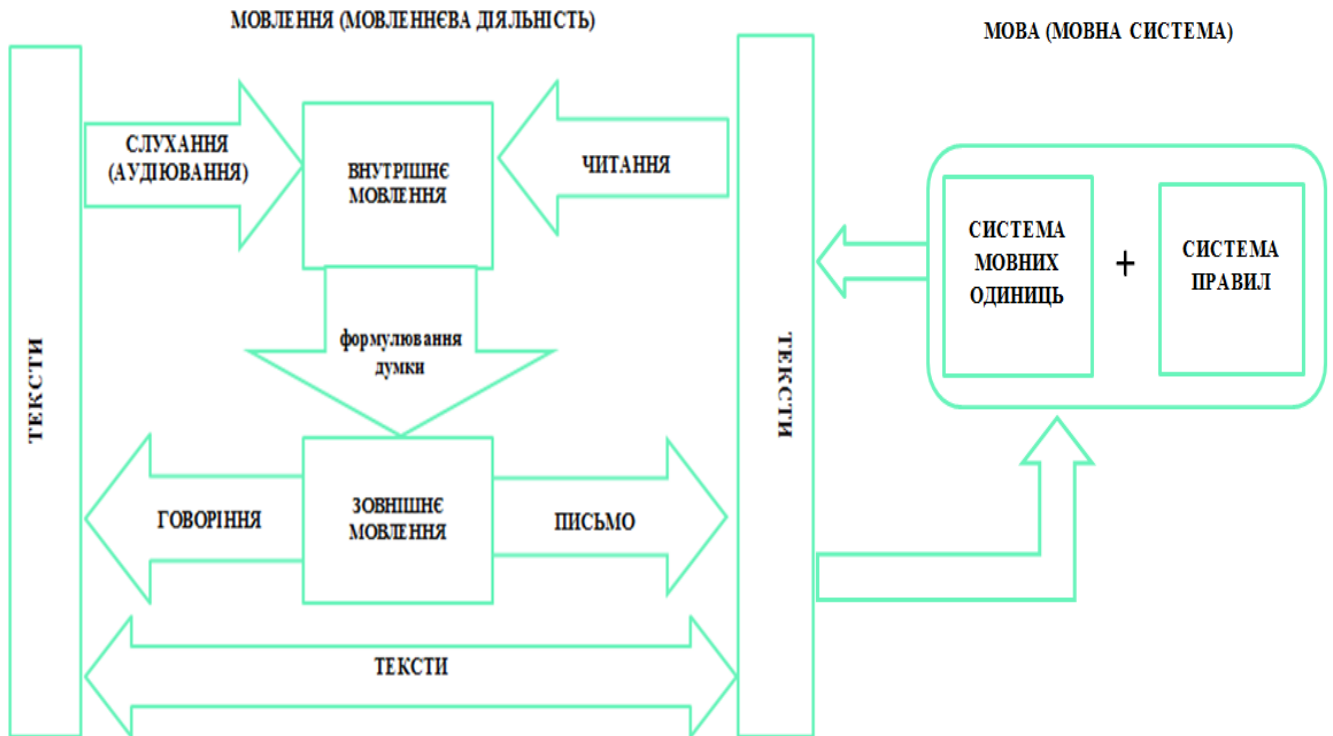 МОВЛЕННЯ (МОВЛЕННЄВА ДІЯЛЬНІСТЬ)
МОВА (МОВНА СИСТЕМА)
СЛУХАННЯ
(АУДІЮВАННЯ)
ВНУТРІШНЄ
МОВЛЕННЯ
ЧИТАННЯ
СИСТЕМА
МОВНИХ
ОДИНИЦЬ
+
СИСТЕМА
ПРАВИЛ
формулювання
думки
ТЕКСТИ
ТЕКСТИ
ГОВОРІННЯ
ЗОВНІШНЄ
МОВЛЕННЯ
ПИСЬМО
ТЕКСТИ